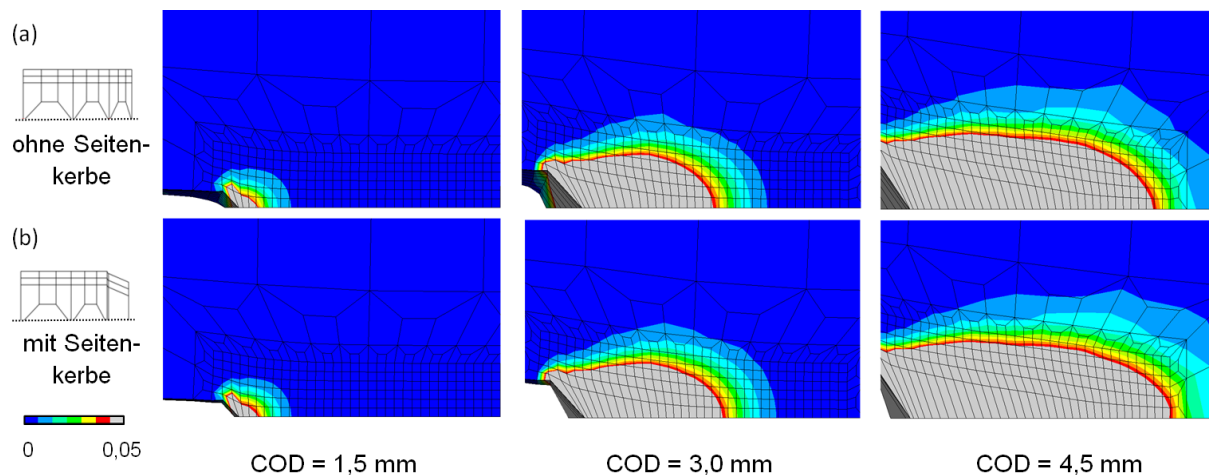 (a)
ohne Seiten-
kerbe
(b)
mit Seiten-
kerbe
0 0,05
COD = 1,5 mm COD = 3,0 mm COD = 4,5 mm